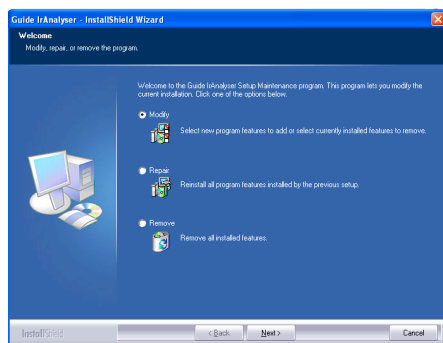 Guide IrAnalyser - InstallShield Wizard
Welcome
Modify, repair, or remove the program.
Welcome to the Guide IrAnalyser Setup Maintenance program. This program lets you modify the
current installation. Click one of the options below.
Modify
Select new program features to add or select currently installed features to remove.
Repair
Reinstall all program features installed by the previous setup.
Remove
Remove all installed features.
InstallShield
< Back
Next >
Cancel